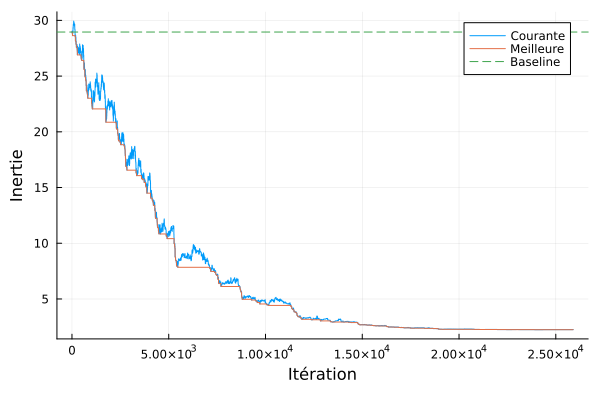 Inertie
30
25
20
15
10
5
Courante
Meilleure
Baseline
0
5.00×10³
1.00×10⁴
1.50×10⁴
2.00×10⁴
2.50×10⁴
Itération